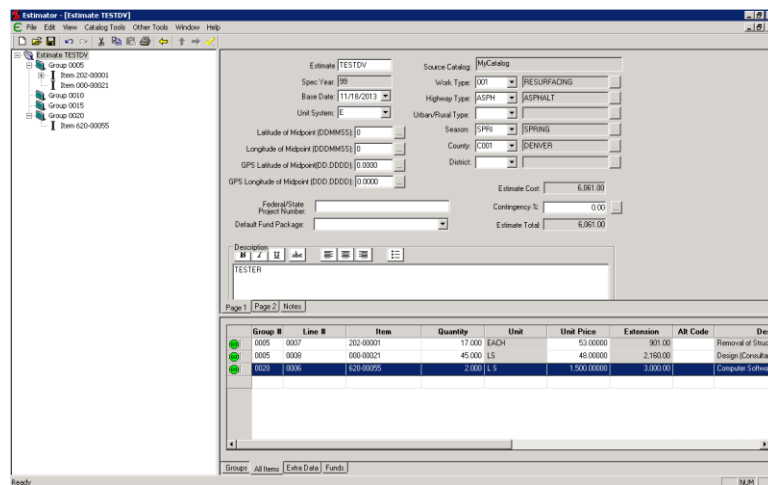 Estimator - [Estimate TESTDV]
File Edit View Catalog Tools Other Tools Window Help
Estimate TESTDV
Group 0005
Item 202-00001
Item 000-00021
Group 0010
Group 0015
Group 0020
Item 620-00055
Estimate: TESTDV
Spec Year: 99
Base Date: 11/18/2013
Unit System: E
Latitude of Midpoint (DDMMSS): 0
Longitude of Midpoint (DDMMSS): 0
GPS Latitude of Midpoint(DD.DDDD): 0.0000
GPS Longitude of Midpoint (DDD.DDDD): 0.0000
Source Catalog: MyCatalog
Work Type: 001 RESURFACING
Highway Type: ASPH ASPHALT
Urban/Rural Type:
Season: SPRI SPRING
County: C001 DENVER
District:
Estimate Cost: 6,061.00
Contingency %: 0.00 ...
Estimate Total: 6,061.00
Federal/State
Project Number:
Default Fund Package:
Description
B I U abc
TESTER
Page 1 Page 2 Notes
Group # Line # Item Quantity Unit Unit Price Extension Alt Code Des
0005 0007 202-00001 17.000 EACH 53.00000 901.00 Removal of Struc
0005 0008 000-00021 45.000 LS 48.00000 2,160.00 Design (Consulta
0020 0006 620-00055 2.000 L S 1,500.00000 3,000.00 Computer Softwa
Groups All Items Extra Data Funds
Ready NUM